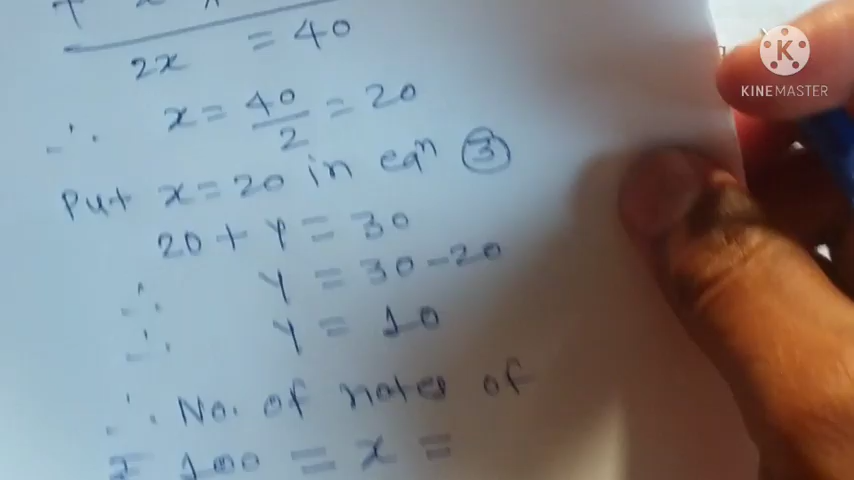 2x = 40
∴ x = 40/2 = 20
Put x = 20 in eqⁿ ③
20 + y = 30
∴ y = 30 - 20
∴ y = 10
∴ No. of notes of
₹ 100 = x =
K
KINEMASTER